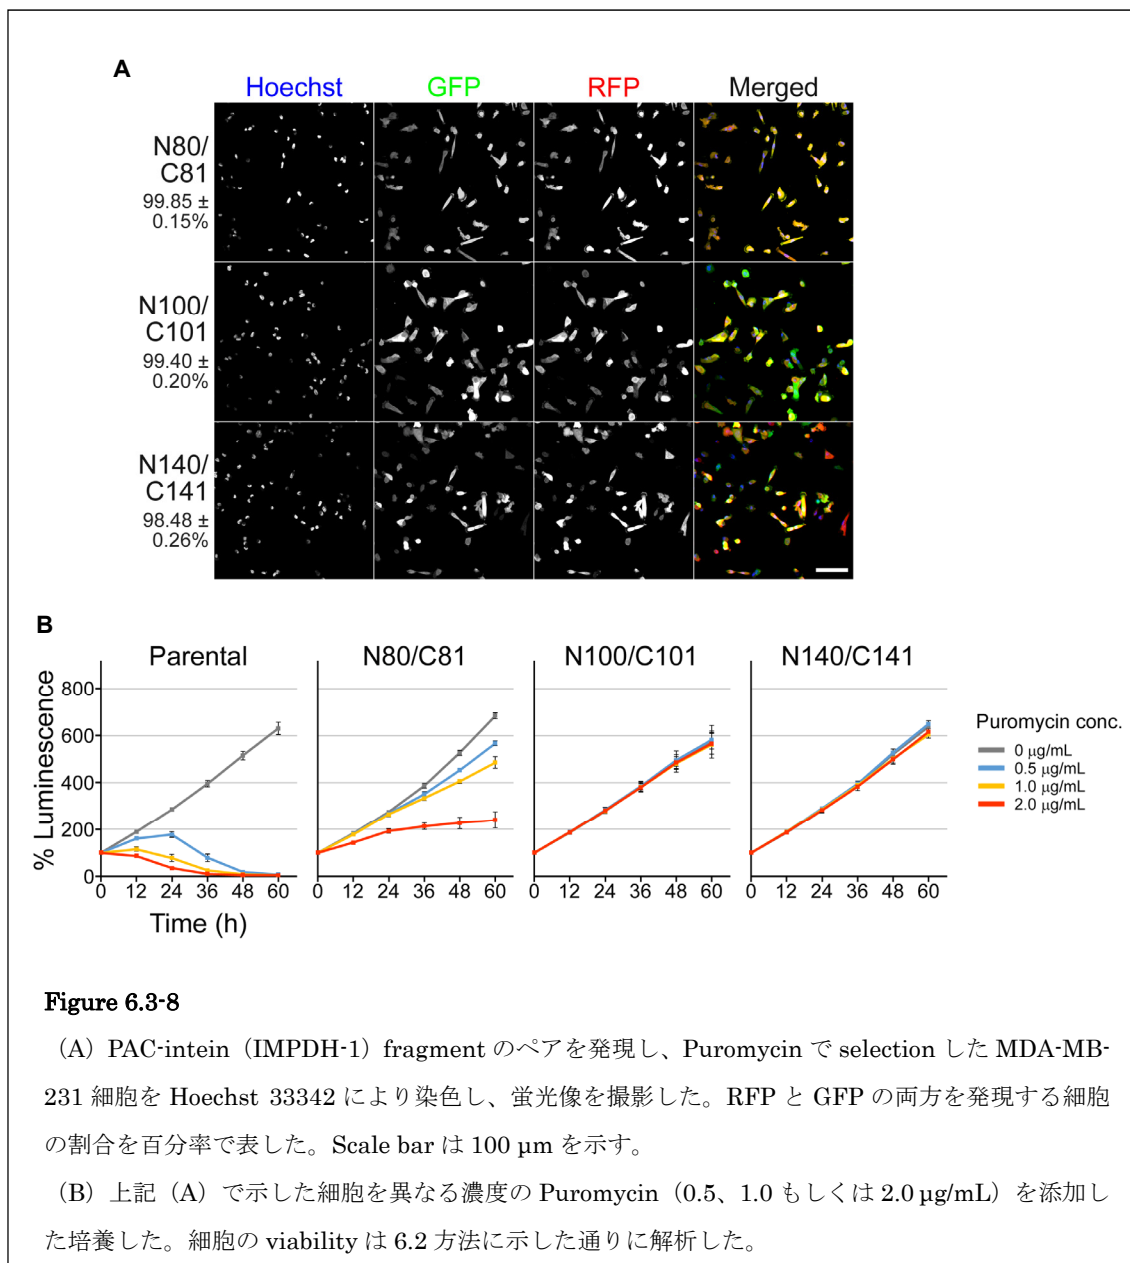 A
Hoechst GFP RFP Merged
N80/
C81
99.85 ±
0.15%
N100/
C101
99.40 ±
0.20%
N140/
C141
98.48 ±
0.26%
B
Parental N80/C81 N100/C101 N140/C141
% Luminescence
800
600
400
200
0
0 12 24 36 48 60 0 12 24 36 48 60 0 12 24 36 48 60 0 12 24 36 48 60
Time (h)
Puromycin conc.
0 µg/mL
0.5 µg/mL
1.0 µg/mL
2.0 µg/mL
Figure 6.3-8
（A）PAC-intein（IMPDH-1）fragment のペアを発現し、Puromycin で selection した MDA-MB-
231 細胞を Hoechst 33342 により染色し、蛍光像を撮影した。RFP と GFP の両方を発現する細胞
の割合を百分率で表した。Scale bar は 100 µm を示す。
（B）上記（A）で示した細胞を異なる濃度の Puromycin（0.5、1.0 もしくは 2.0 µg/mL）を添加し
た培養した。細胞の viability は 6.2 方法に示した通りに解析した。